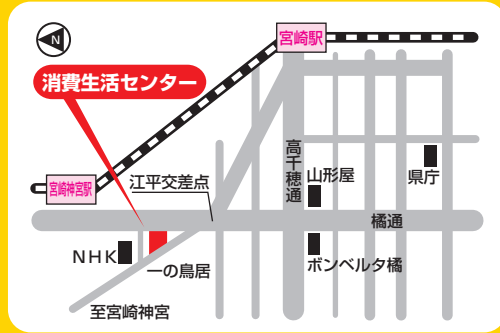 N
宮崎駅
消費生活センター
高千穂通
山形屋
県庁
宮崎神宮駅
江平交差点
橘通
NHK
一の鳥居
ボンベルタ橘
至宮崎神宮